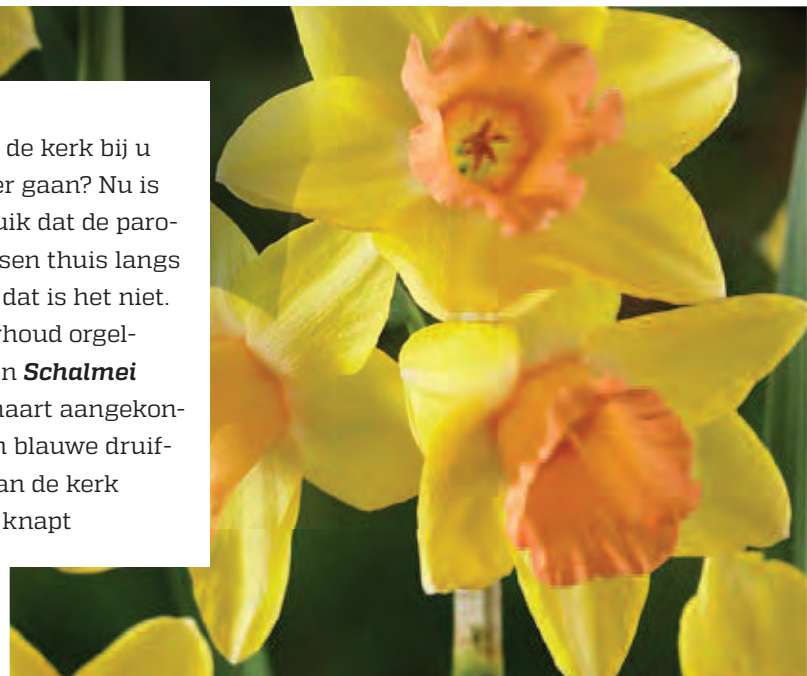 de kerk bij u
er gaan? Nu is
uik dat de paro-
sen thuis langs
dat is het niet.
houd orgel-
n Schalmei
naart aangekon-
n blauwe druif-
an de kerk
knapt